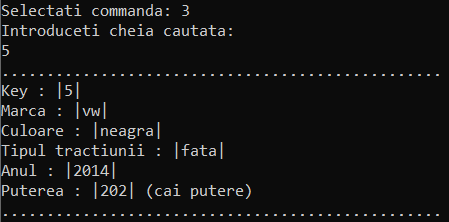 Selectati commanda: 3
Introduceti cheia cautata:
5
................................................
Key : |5|
Marca : |vw|
Culoare : |neagra|
Tipul tractiunii : |fata|
Anul : |2014|
Puterea : |202| (cai putere)
................................................